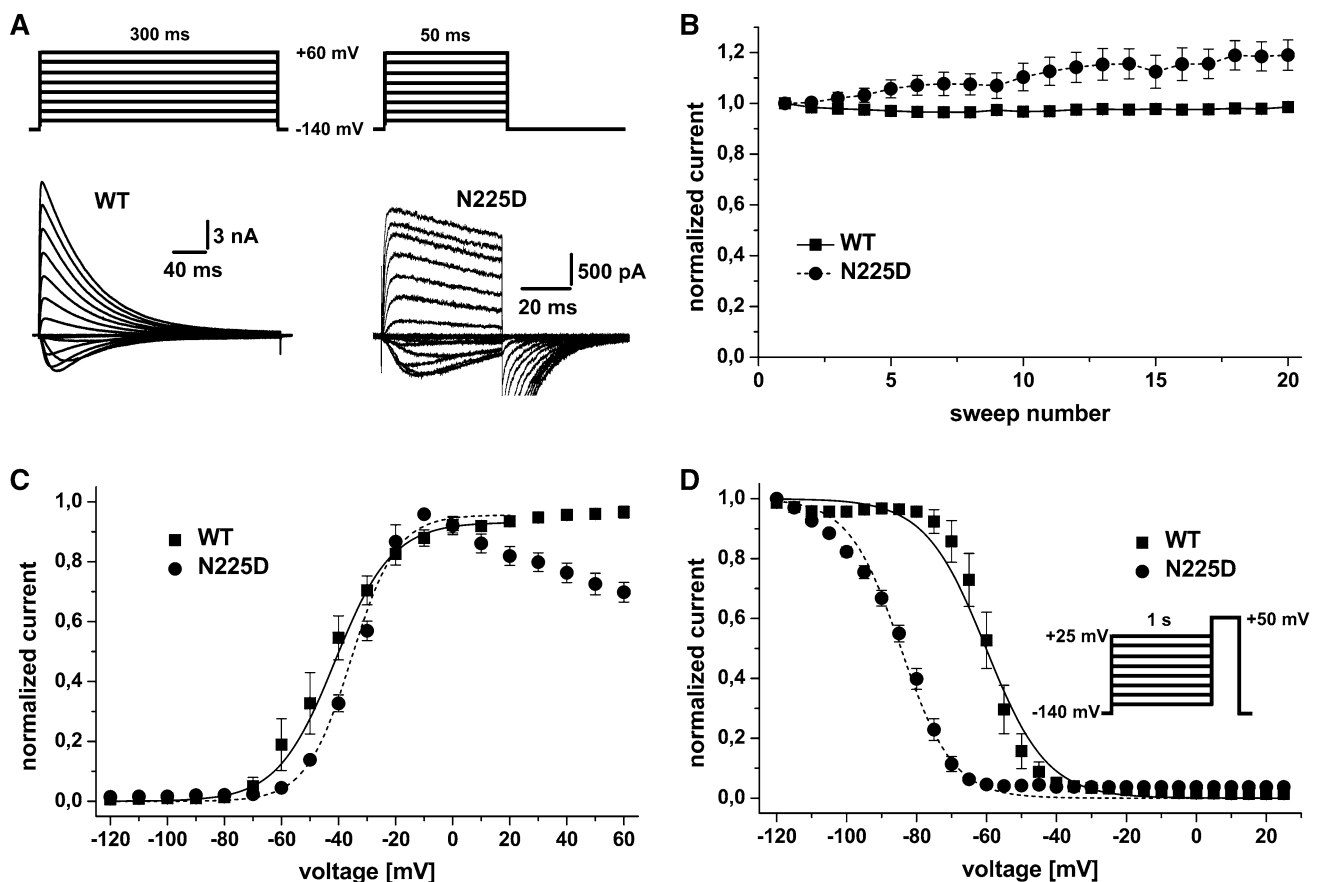 A
300 ms
+60 mV
-140 mV
50 ms
WT
3 nA
40 ms
N225D
500 pA
20 ms
B
normalized current
1,2
1,0
0,8
0,6
0,4
0,2
0,0
WT
N225D
0
5
10
15
20
sweep number
C
normalized current
1,0
0,8
0,6
0,4
0,2
0,0
WT
N225D
-120
-100
-80
-60
-40
-20
0
20
40
60
voltage [mV]
D
normalized current
1,0
0,8
0,6
0,4
0,2
0,0
WT
N225D
1 s
+25 mV
+50 mV
-140 mV
-120
-100
-80
-60
-40
-20
0
20
voltage [mV]